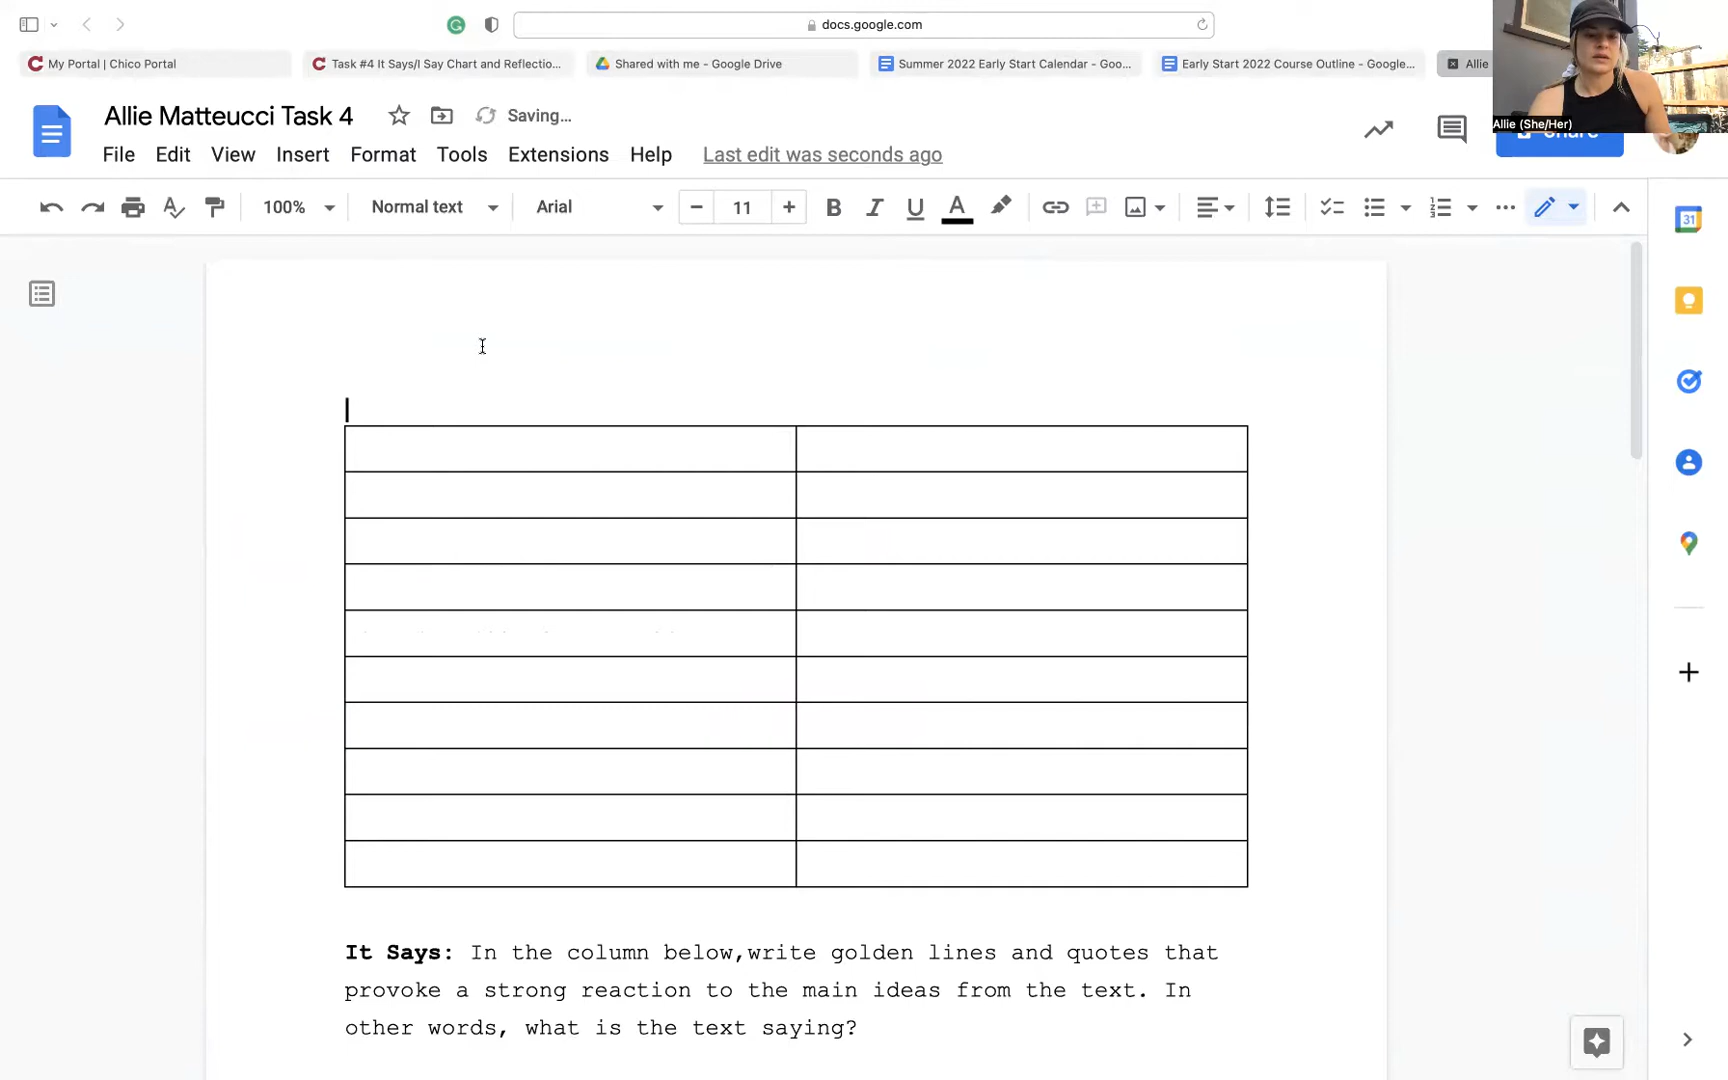 docs.google.com
My Portal | Chico Portal
Task #4 It Says/I Say Chart and Reflectio...
Shared with me - Google Drive
Summer 2022 Early Start Calendar - Goo...
Early Start 2022 Course Outline - Google...
Allie
Allie (She/Her)
Allie Matteucci Task 4
Saving...
File Edit View Insert Format Tools Extensions Help Last edit was seconds ago
100% Normal text Arial 11 B I U A
31
It Says: In the column below,write golden lines and quotes that
provoke a strong reaction to the main ideas from the text. In
other words, what is the text saying?